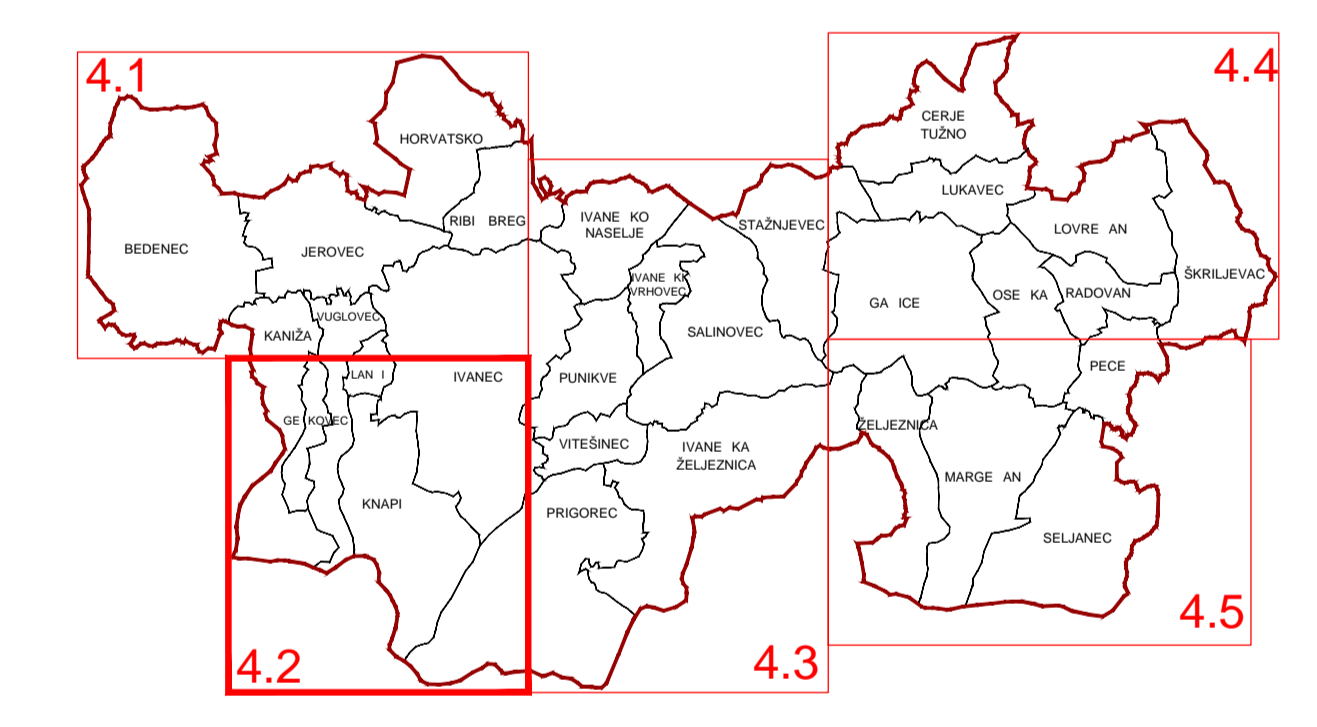 4.1
4.4
CERJE
TUŽNO
HORVATSKO
LUKAVEC
RIBI BREG
IVANE KO
NASELJE
STAŽNJEVEC
LOVRE AN
BEDENEC
JEROVEC
ŠKRILJEVAC
IVANE KI
VRHOVEC
OSE KA
RADOVAN
GA ICE
VUGLOVEC
KANIŽA
SALINOVEC
PECE
LAN I
IVANEC
PUNIKVE
GE KOVEC
ŽELJEZNICA
VITEŠINEC
IVANE KA
ŽELJEZNICA
MARGE AN
KNAPI
PRIGOREC
SELJANEC
4.5
4.2
4.3